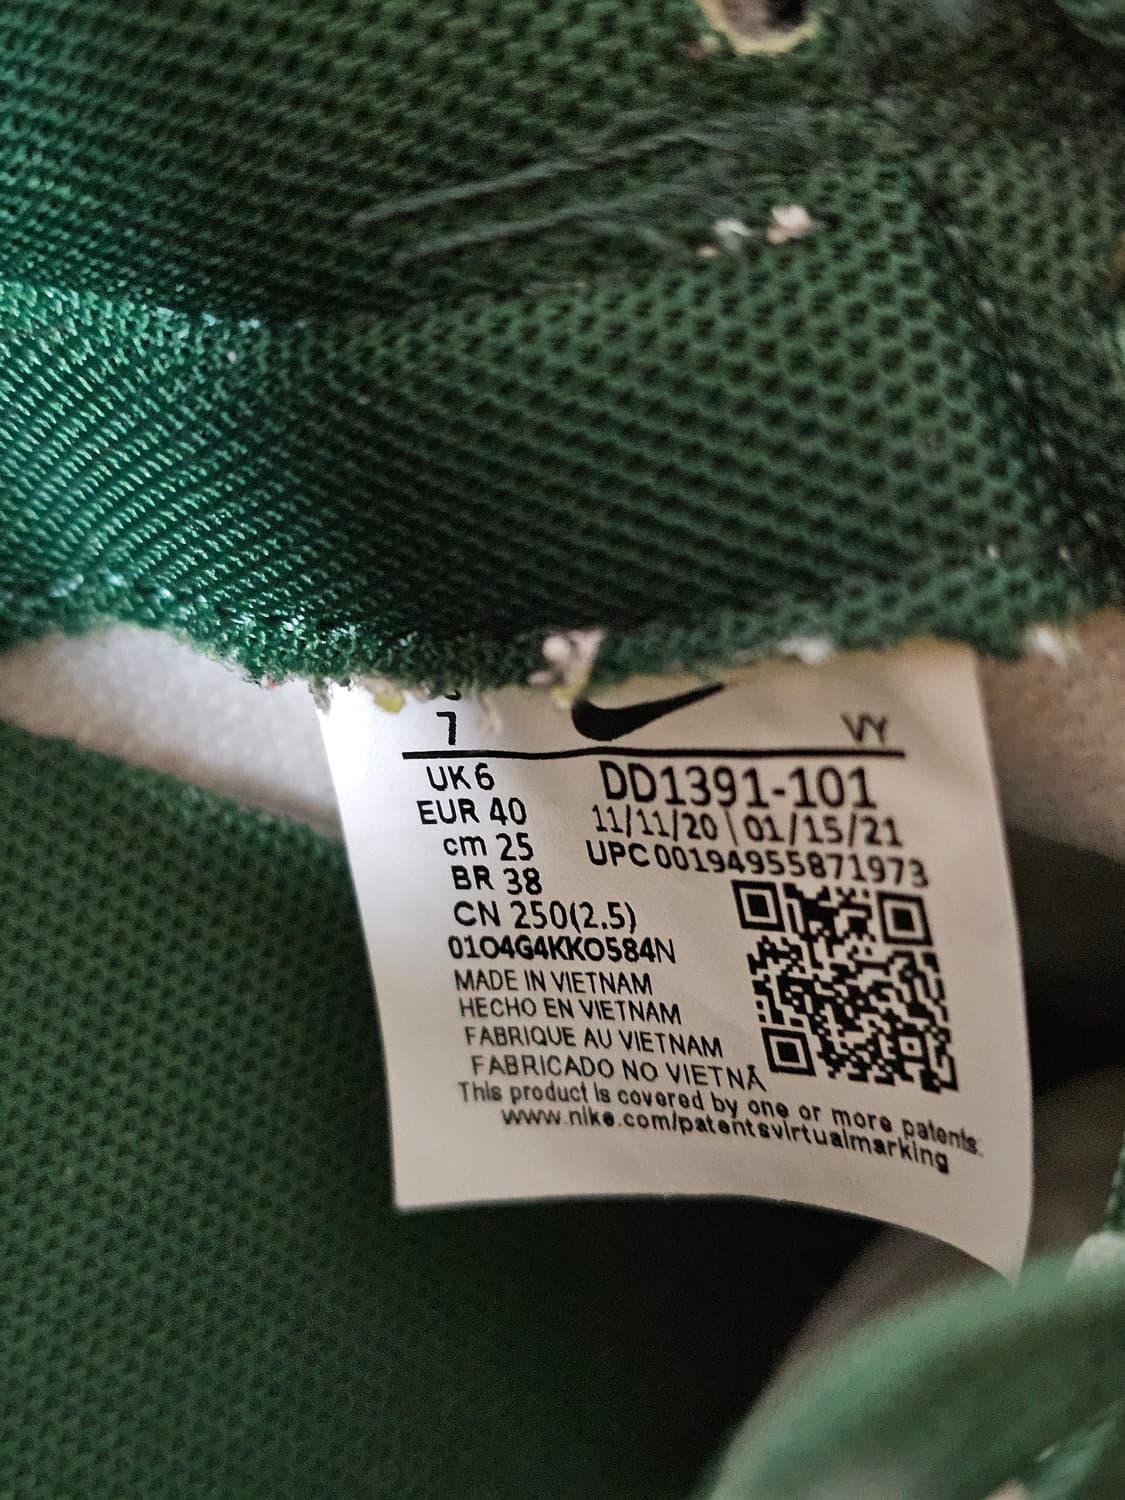 7
VY
UK 6
EUR 40
cm 25
BR 38
CN 250(2.5)
DD1391-101
11/11/20 \ 01/15/21
UPC 00194955871973
0104G4KKO584N
MADE IN VIETNAM
HECHO EN VIETNAM
FABRIQUE AU VIETNAM
FABRICADO NO VIETNÃ
This product is covered by one or more patents.
www.nike.com/patentsvirtualmarking